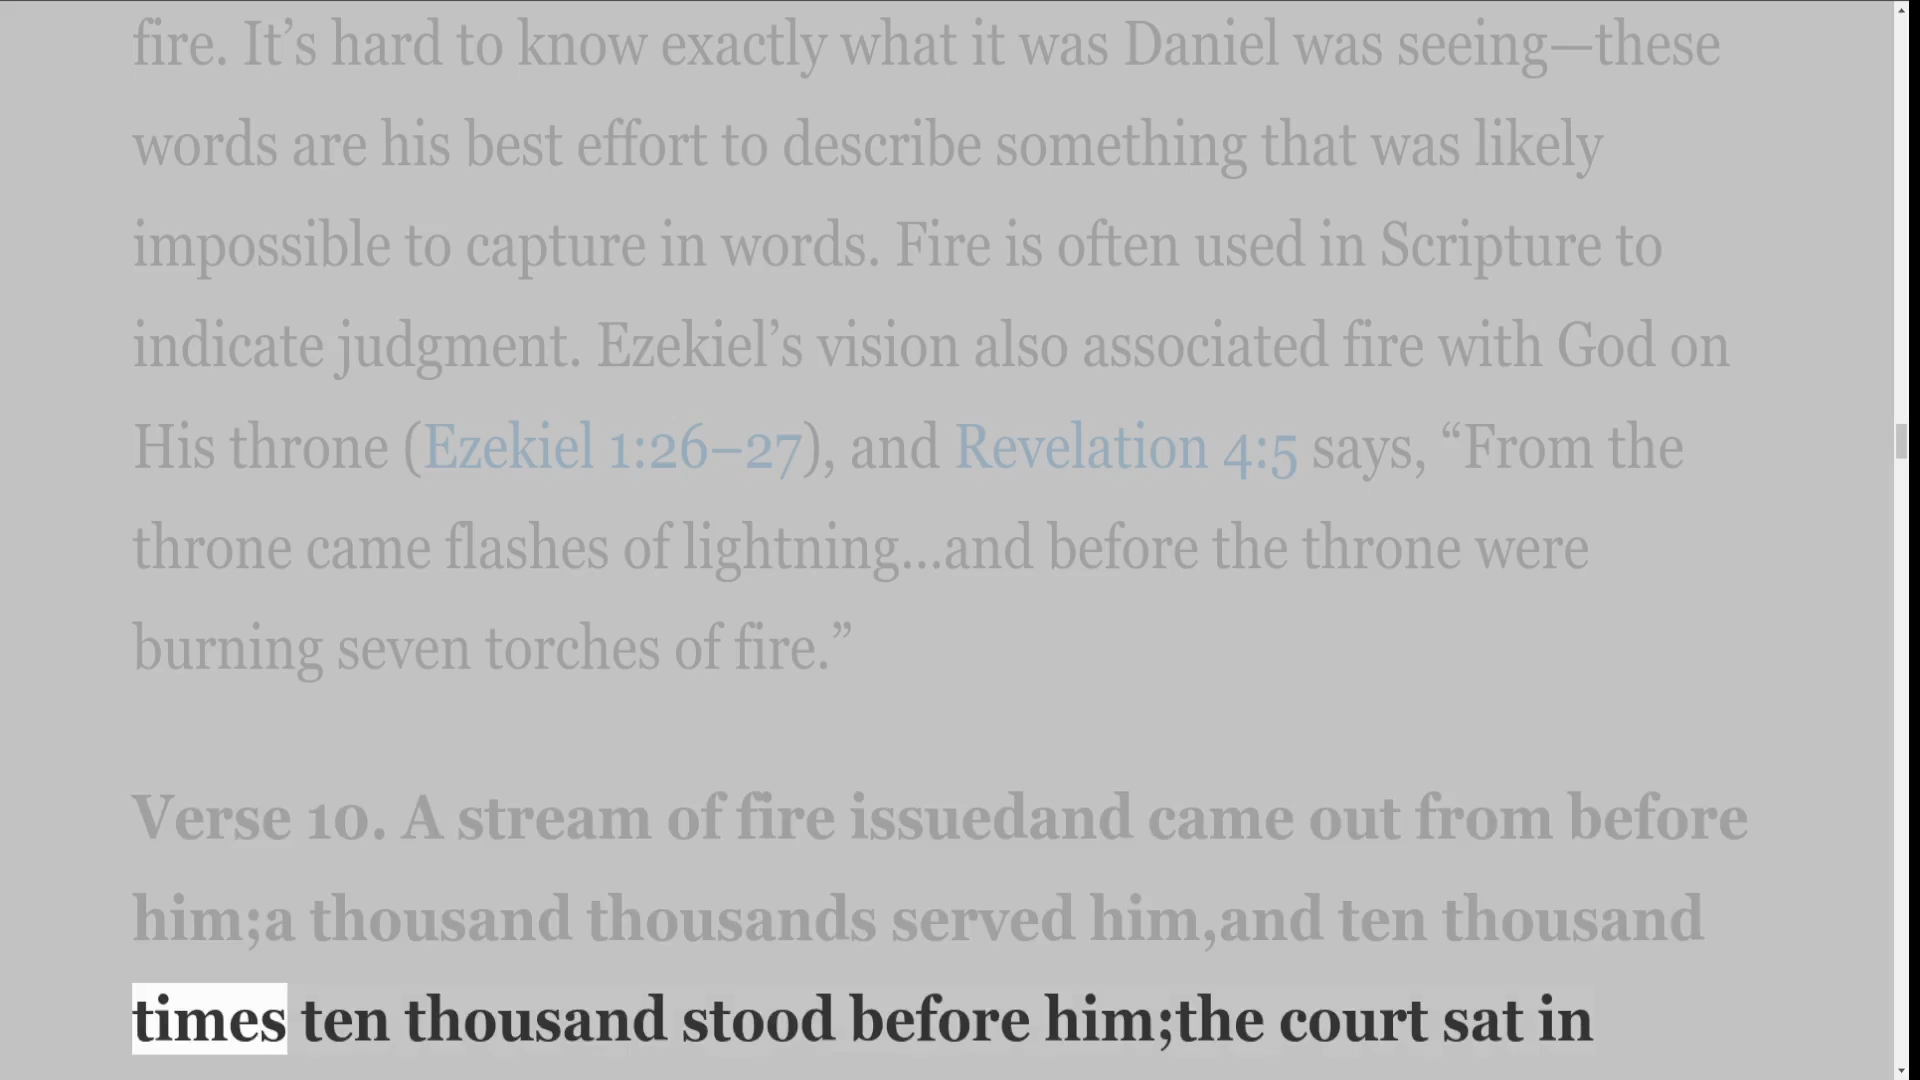 fire. It’s hard to know exactly what it was Daniel was seeing—these
words are his best effort to describe something that was likely
impossible to capture in words. Fire is often used in Scripture to
indicate judgment. Ezekiel’s vision also associated fire with God on
His throne (Ezekiel 1:26–27), and Revelation 4:5 says, “From the
throne came flashes of lightning…and before the throne were
burning seven torches of fire.”
Verse 10. A stream of fire issuedand came out from before
him;a thousand thousands served him,and ten thousand
times ten thousand stood before him;the court sat in